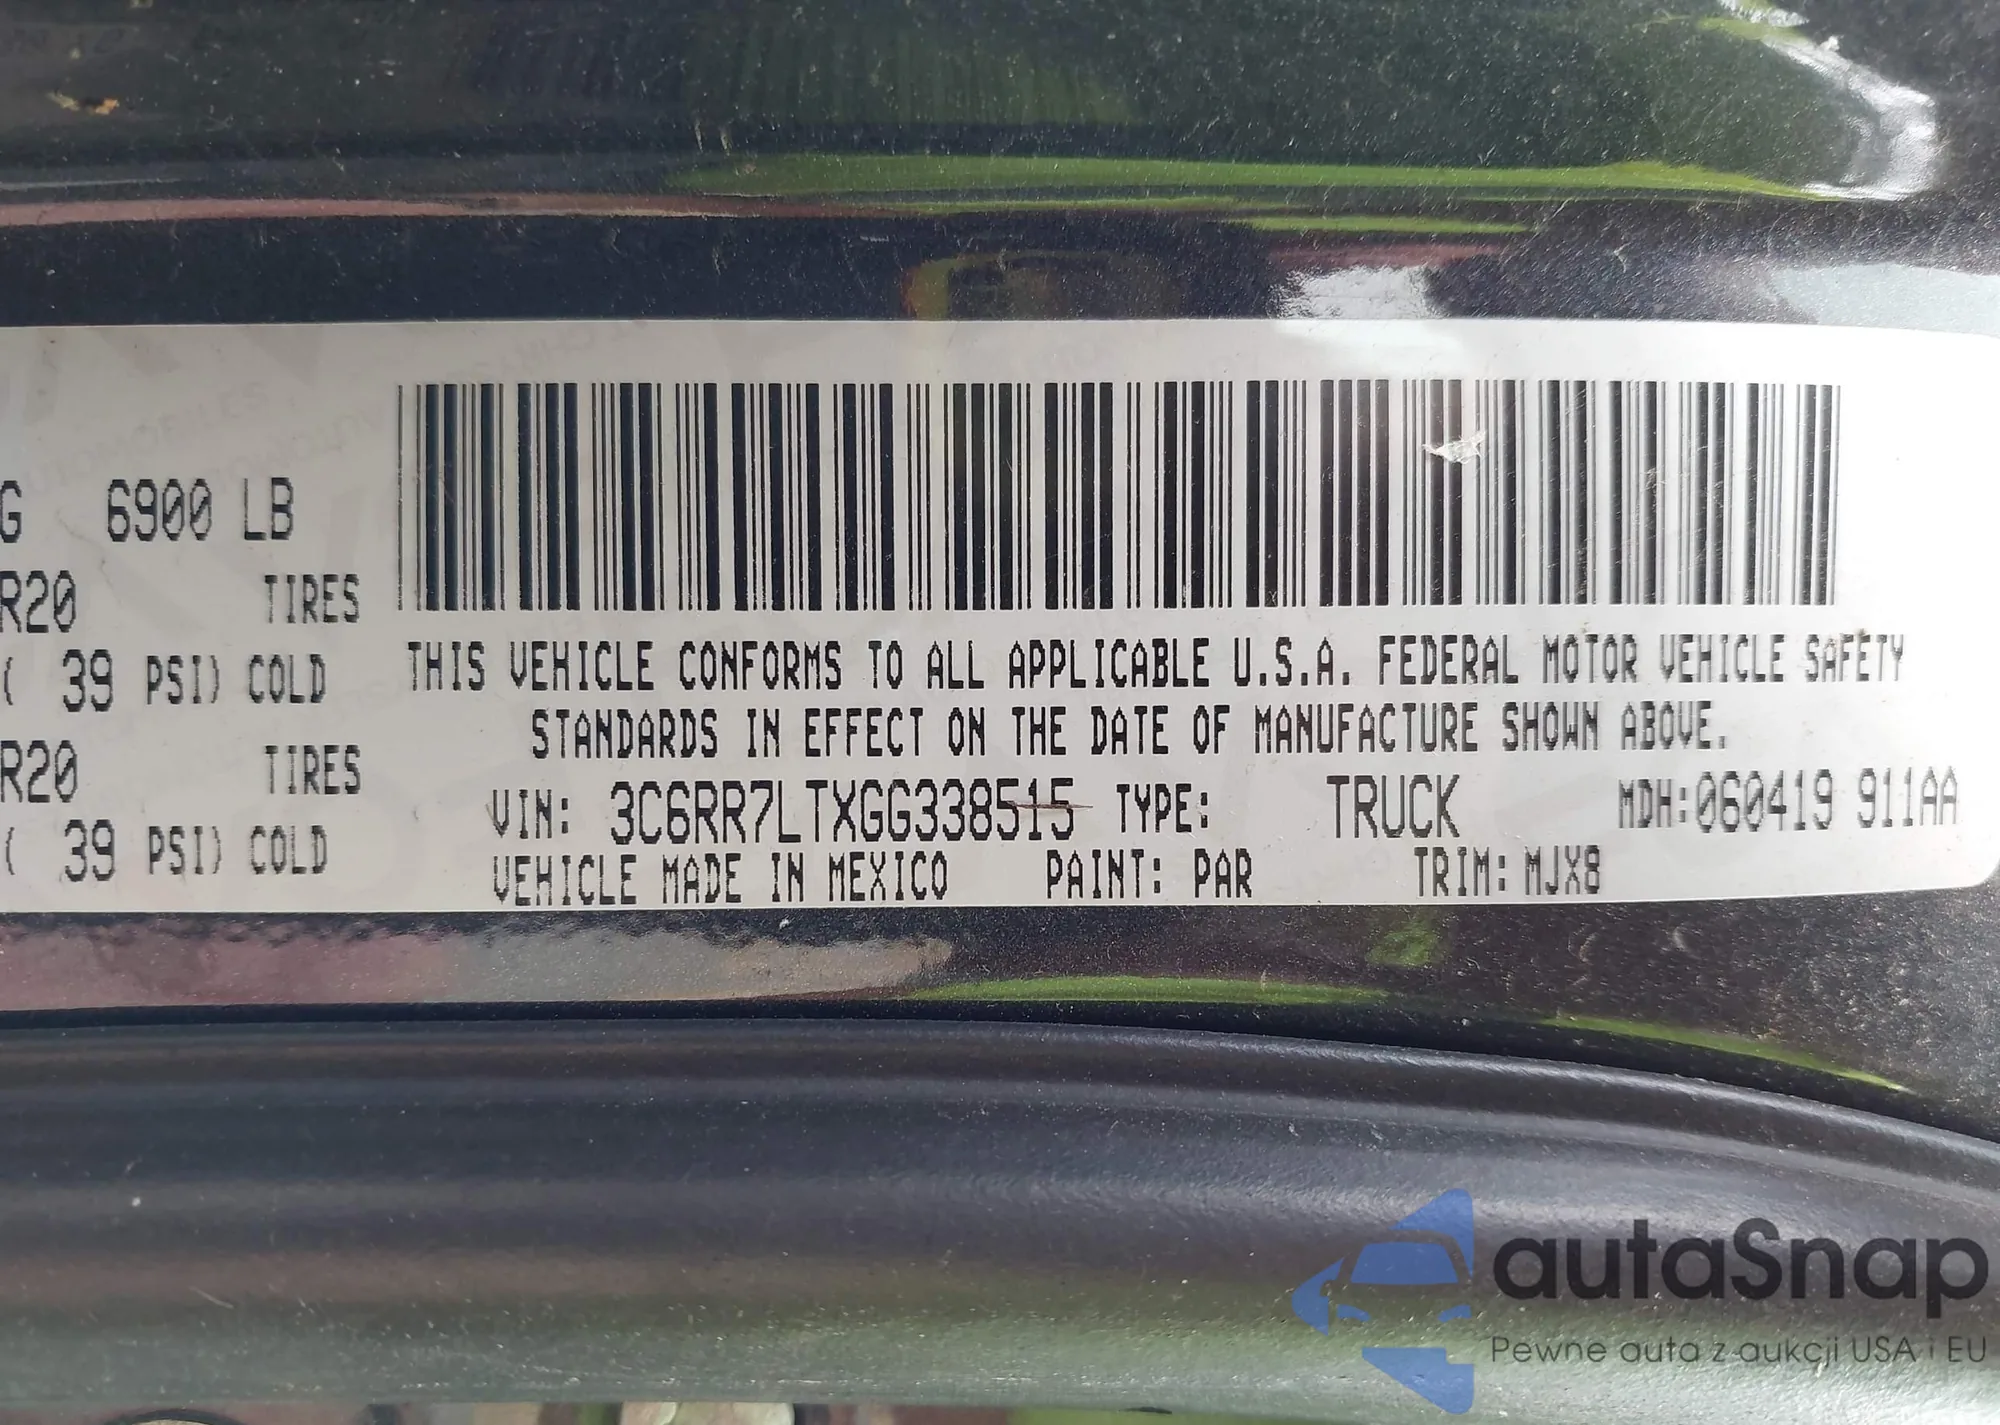 G 6900 LB
R20 TIRES
( 39 PSI) COLD
R20 TIRES
( 39 PSI) COLD
THIS VEHICLE CONFORMS TO ALL APPLICABLE U.S.A. FEDERAL MOTOR VEHICLE SAFETY
STANDARDS IN EFFECT ON THE DATE OF MANUFACTURE SHOWN ABOVE.
VIN: 3C6RR7LTXGG338515 TYPE: TRUCK MDH:060419 911AA
VEHICLE MADE IN MEXICO PAINT: PAR TRIM: MJX8
autaSnap
Pewne auta z aukcji USA i EU